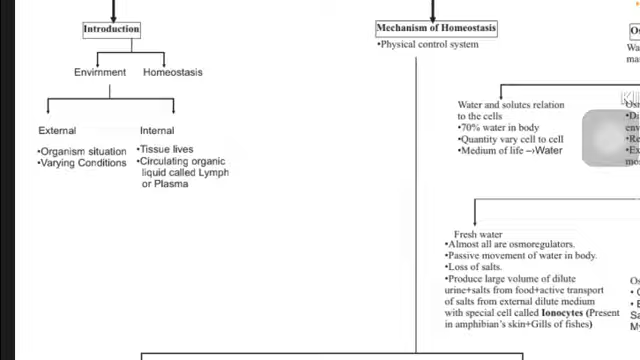 Introduction
Envirnment
Homeostasis
External
•Organism situation
•Varying Conditions
Internal
•Tissue lives
•Circulating organic
liquid called Lymph
or Plasma
Mechanism of Homeostasis
•Physical control system
Water and solutes relation
to the cells
•70% water in body
•Quantity vary cell to cell
•Medium of life→Water
Fresh water
•Almost all are osmoregulators.
•Passive movement of water in body.
•Loss of salts.
•Produce large volume of dilute
urine+salts from food+active transport
of salts from external dilute medium
with special cell called Ionocytes (Present
in amphibian's skin+Gills of fishes)